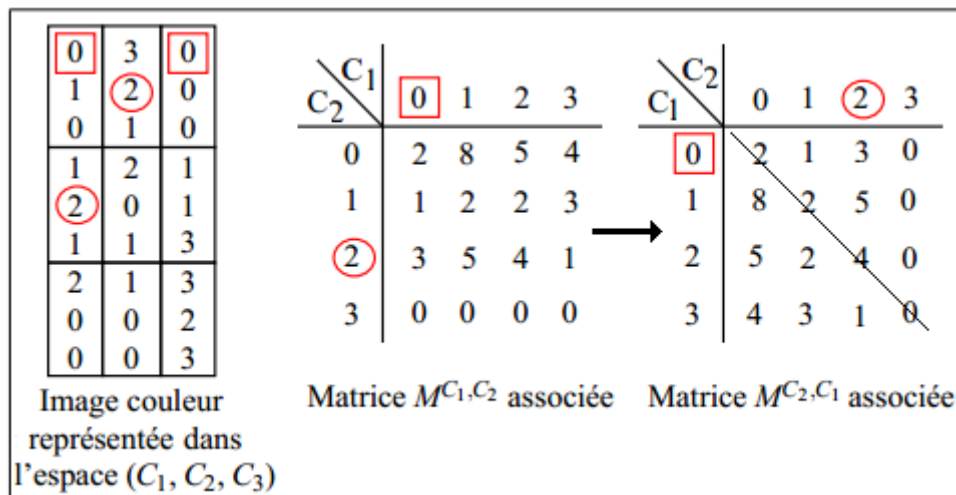 0 3 0
1 2 0
0 1 0
1 2 1
2 0 1
1 1 3
2 1 3
0 0 2
0 0 3
Image couleur
représentée dans
l'espace (C₁, C₂, C₃)
C₁
C₂ 0 1 2 3
0 2 8 5 4
1 1 2 2 3
2 3 5 4 1
3 0 0 0 0
Matrice M^{C₁,C₂} associée
C₂
C₁ 0 1 2 3
0 2 1 3 0
1 8 2 5 0
2 5 2 4 0
3 4 3 1 0
Matrice M^{C₂,C₁} associée